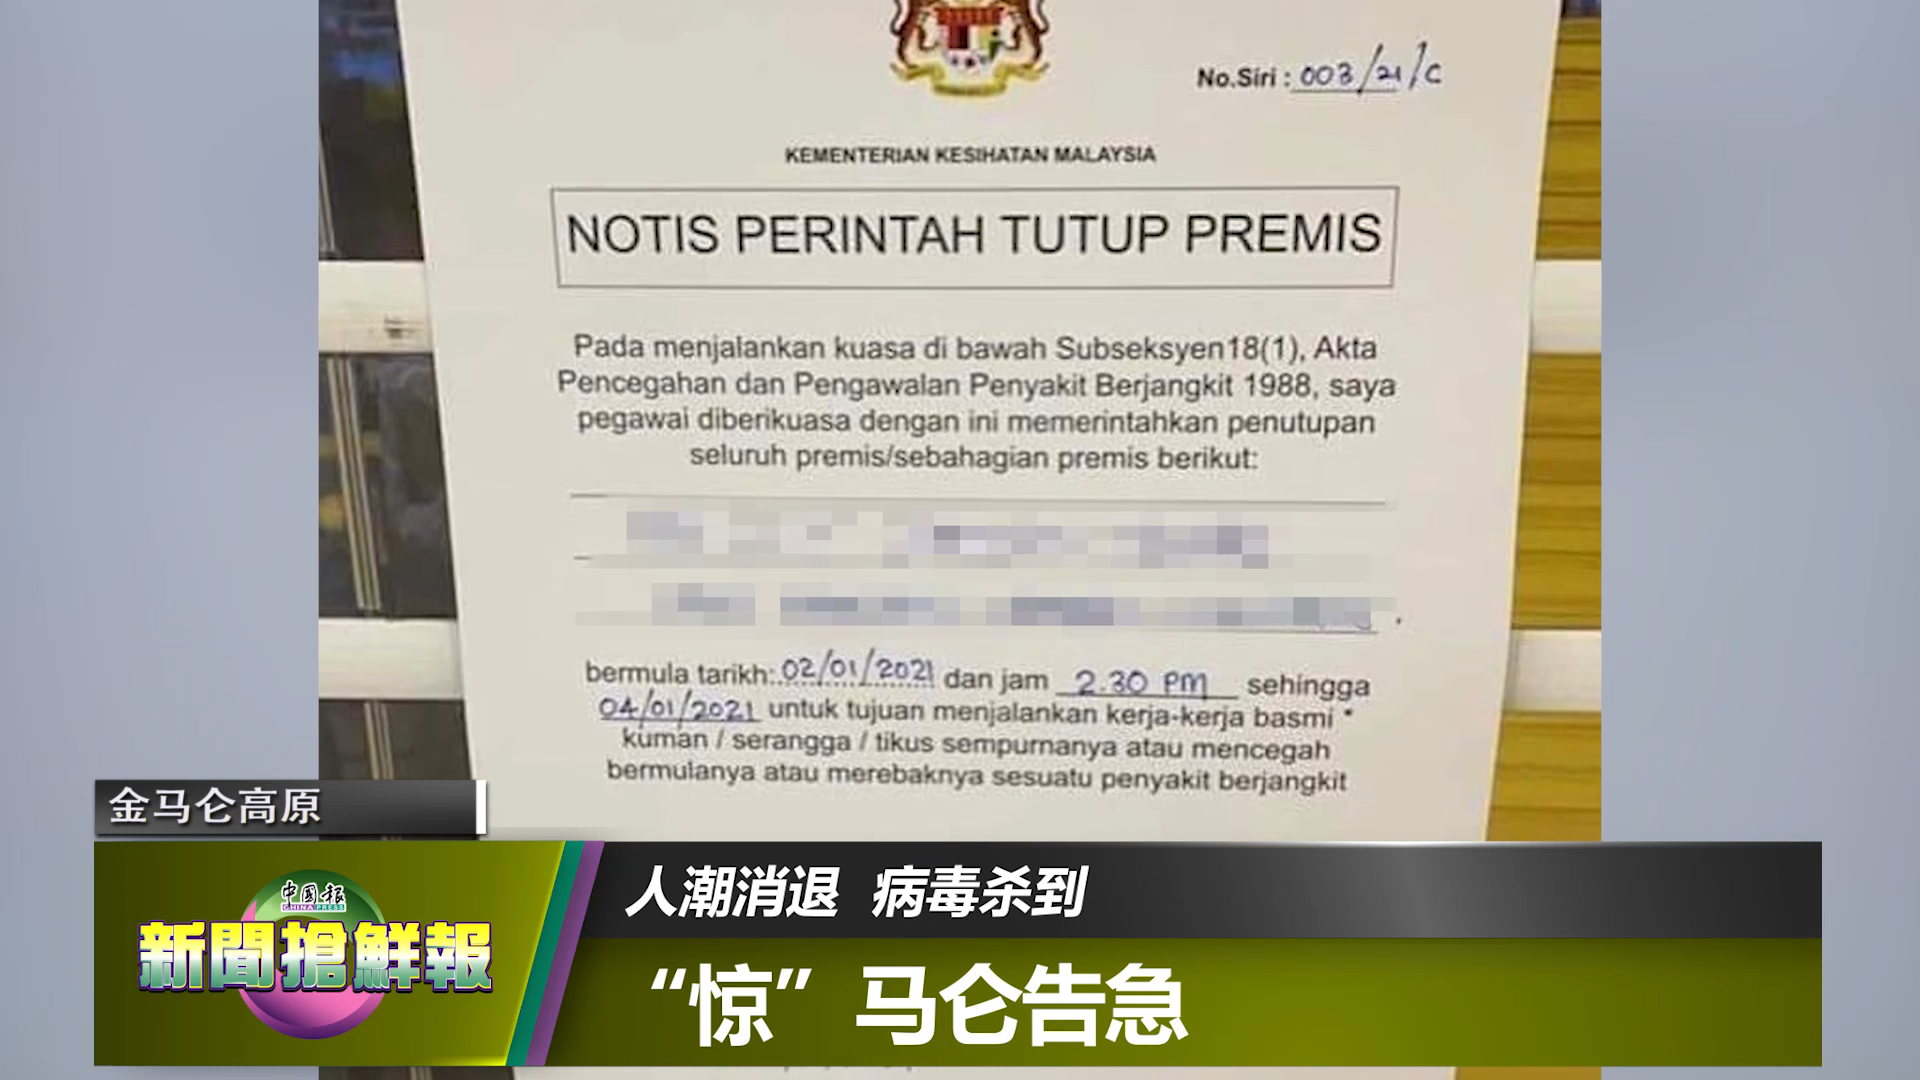 No.Siri : 003/21/C
KEMENTERIAN KESIHATAN MALAYSIA
NOTIS PERINTAH TUTUP PREMIS
Pada menjalankan kuasa di bawah Subseksyen18(1), Akta
Pencegahan dan Pengawalan Penyakit Berjangkit 1988, saya
pegawai diberikuasa dengan ini memerintahkan penutupan
seluruh premis/sebahagian premis berikut:
bermula tarikh: 02/01/2021 dan jam 2.30 PM sehingga
04/01/2021 untuk tujuan menjalankan kerja-kerja basmi *
kuman / serangga / tikus sempurnanya atau mencegah
bermulanya atau merebaknya sesuatu penyakit berjangkit
金马仑高原
中国报
CHINA PRESS
新聞搶鮮報
人潮消退 病毒杀到
“惊”马仑告急